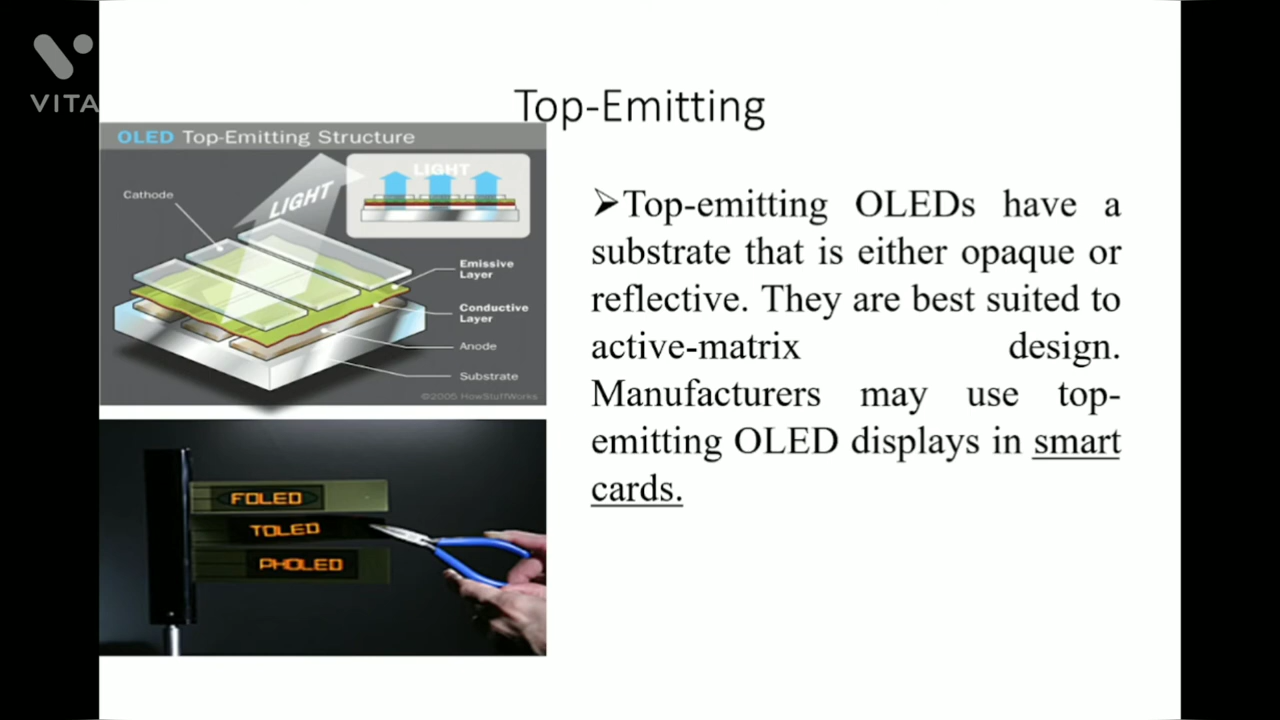 VITA
Top-Emitting
OLED Top-Emitting Structure
LIGHT
Cathode
LIGHT
Emissive
Layer
Conductive
Layer
Anode
Substrate
©2005 HowStuffWorks
FOLED
TOLED
PHOLED
➢Top-emitting OLEDs have a
substrate that is either opaque or
reflective. They are best suited to
active-matrix design.
Manufacturers may use top-
emitting OLED displays in smart
cards.